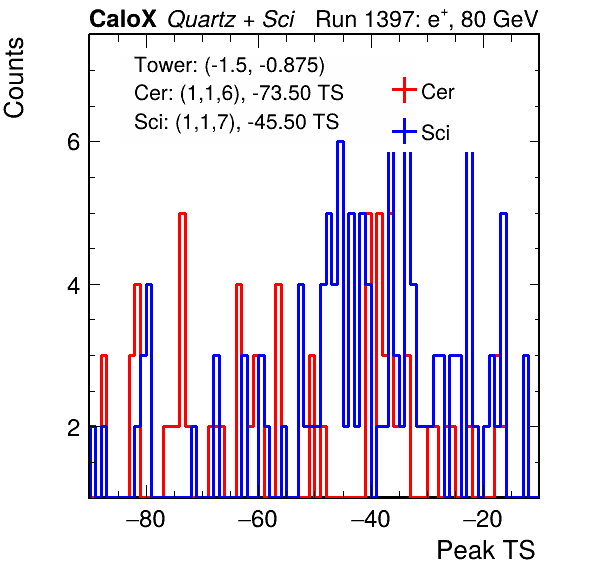 CaloX Quartz + Sci Run 1397: e⁺, 80 GeV
Tower: (-1.5, -0.875)
Cer: (1,1,6), -73.50 TS
Sci: (1,1,7), -45.50 TS
Cer
Sci
Counts
6
4
2
−80 −60 −40 −20
Peak TS